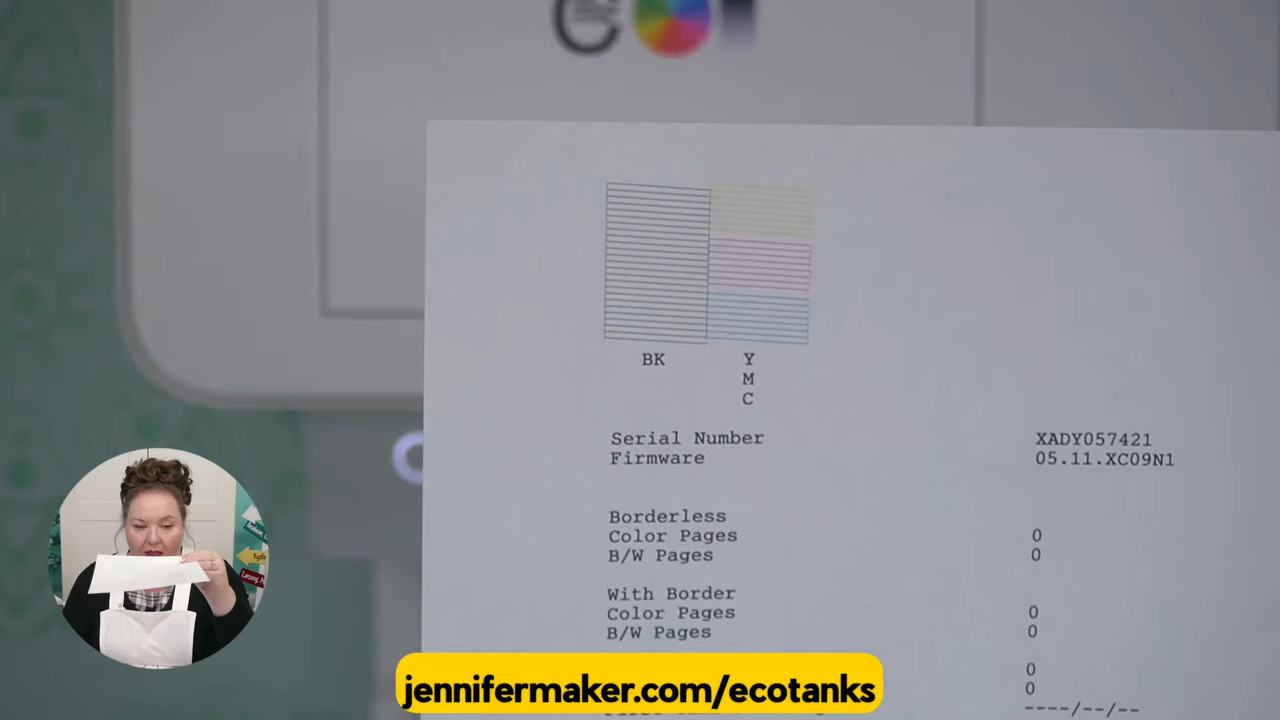 BK Y
M
C
Serial Number XADY057421
Firmware 05.11.XC09N1
Borderless
Color Pages 0
B/W Pages 0
With Border
Color Pages 0
B/W Pages 0
0
0
----/--/--
jennifermaker.com/ecotanks